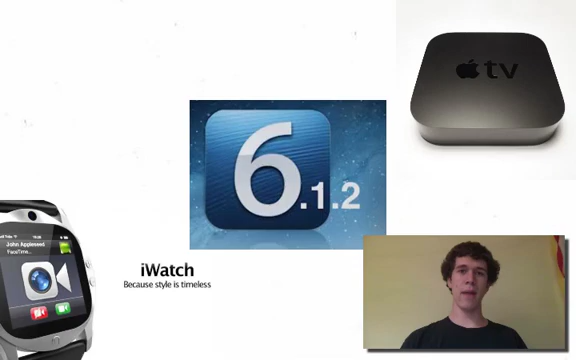 tv
6.1.2
John Appleseed
FaceTime...
iWatch
Because style is timeless